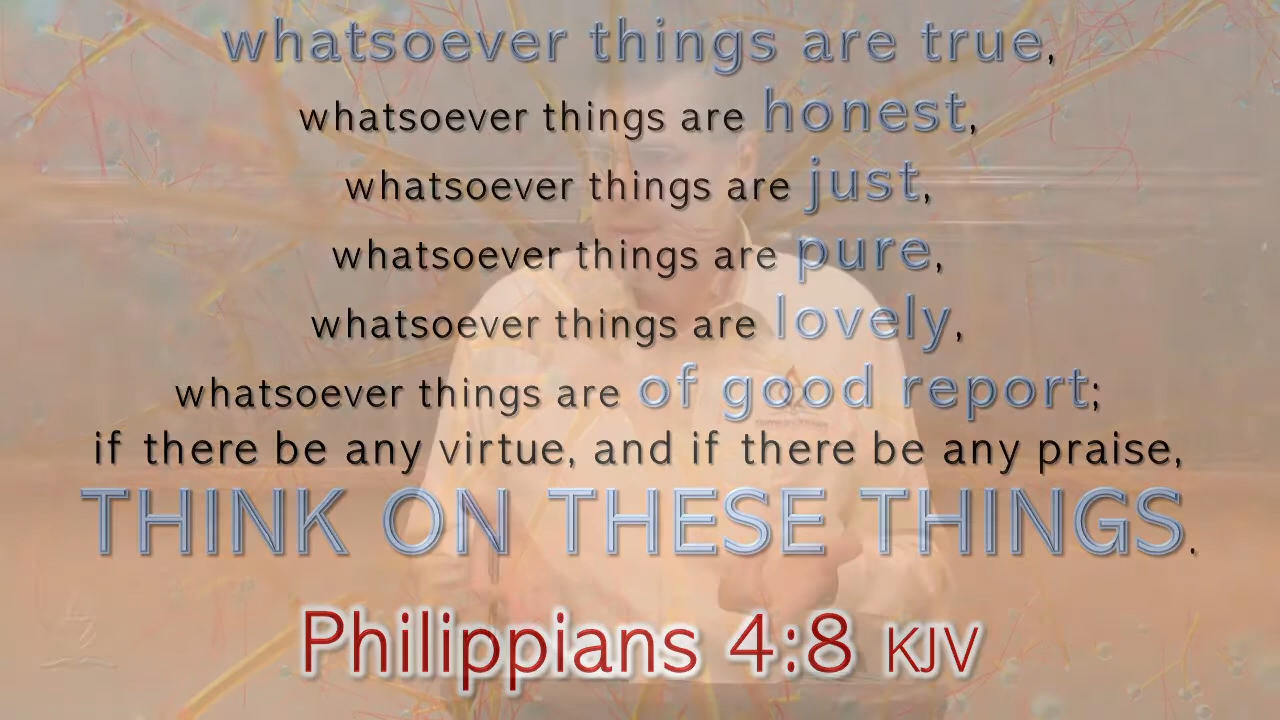 whatsoever things are true,
whatsoever things are honest,
whatsoever things are just,
whatsoever things are pure,
whatsoever things are lovely,
whatsoever things are of good report;
if there be any virtue, and if there be any praise,
THINK ON THESE THINGS.
Philippians 4:8 KJV